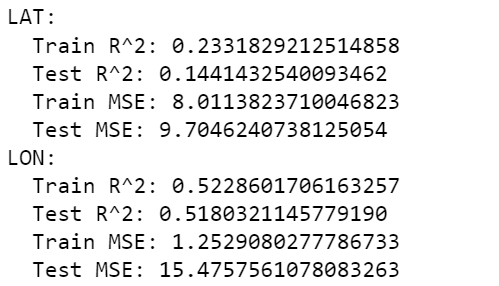 LAT:
Train R^2: 0.2331829212514858
Test R^2: 0.1441432540093462
Train MSE: 8.0113823710046823
Test MSE: 9.7046240738125054
LON:
Train R^2: 0.5228601706163257
Test R^2: 0.5180321145779190
Train MSE: 1.2529080277786733
Test MSE: 15.4757561078083263